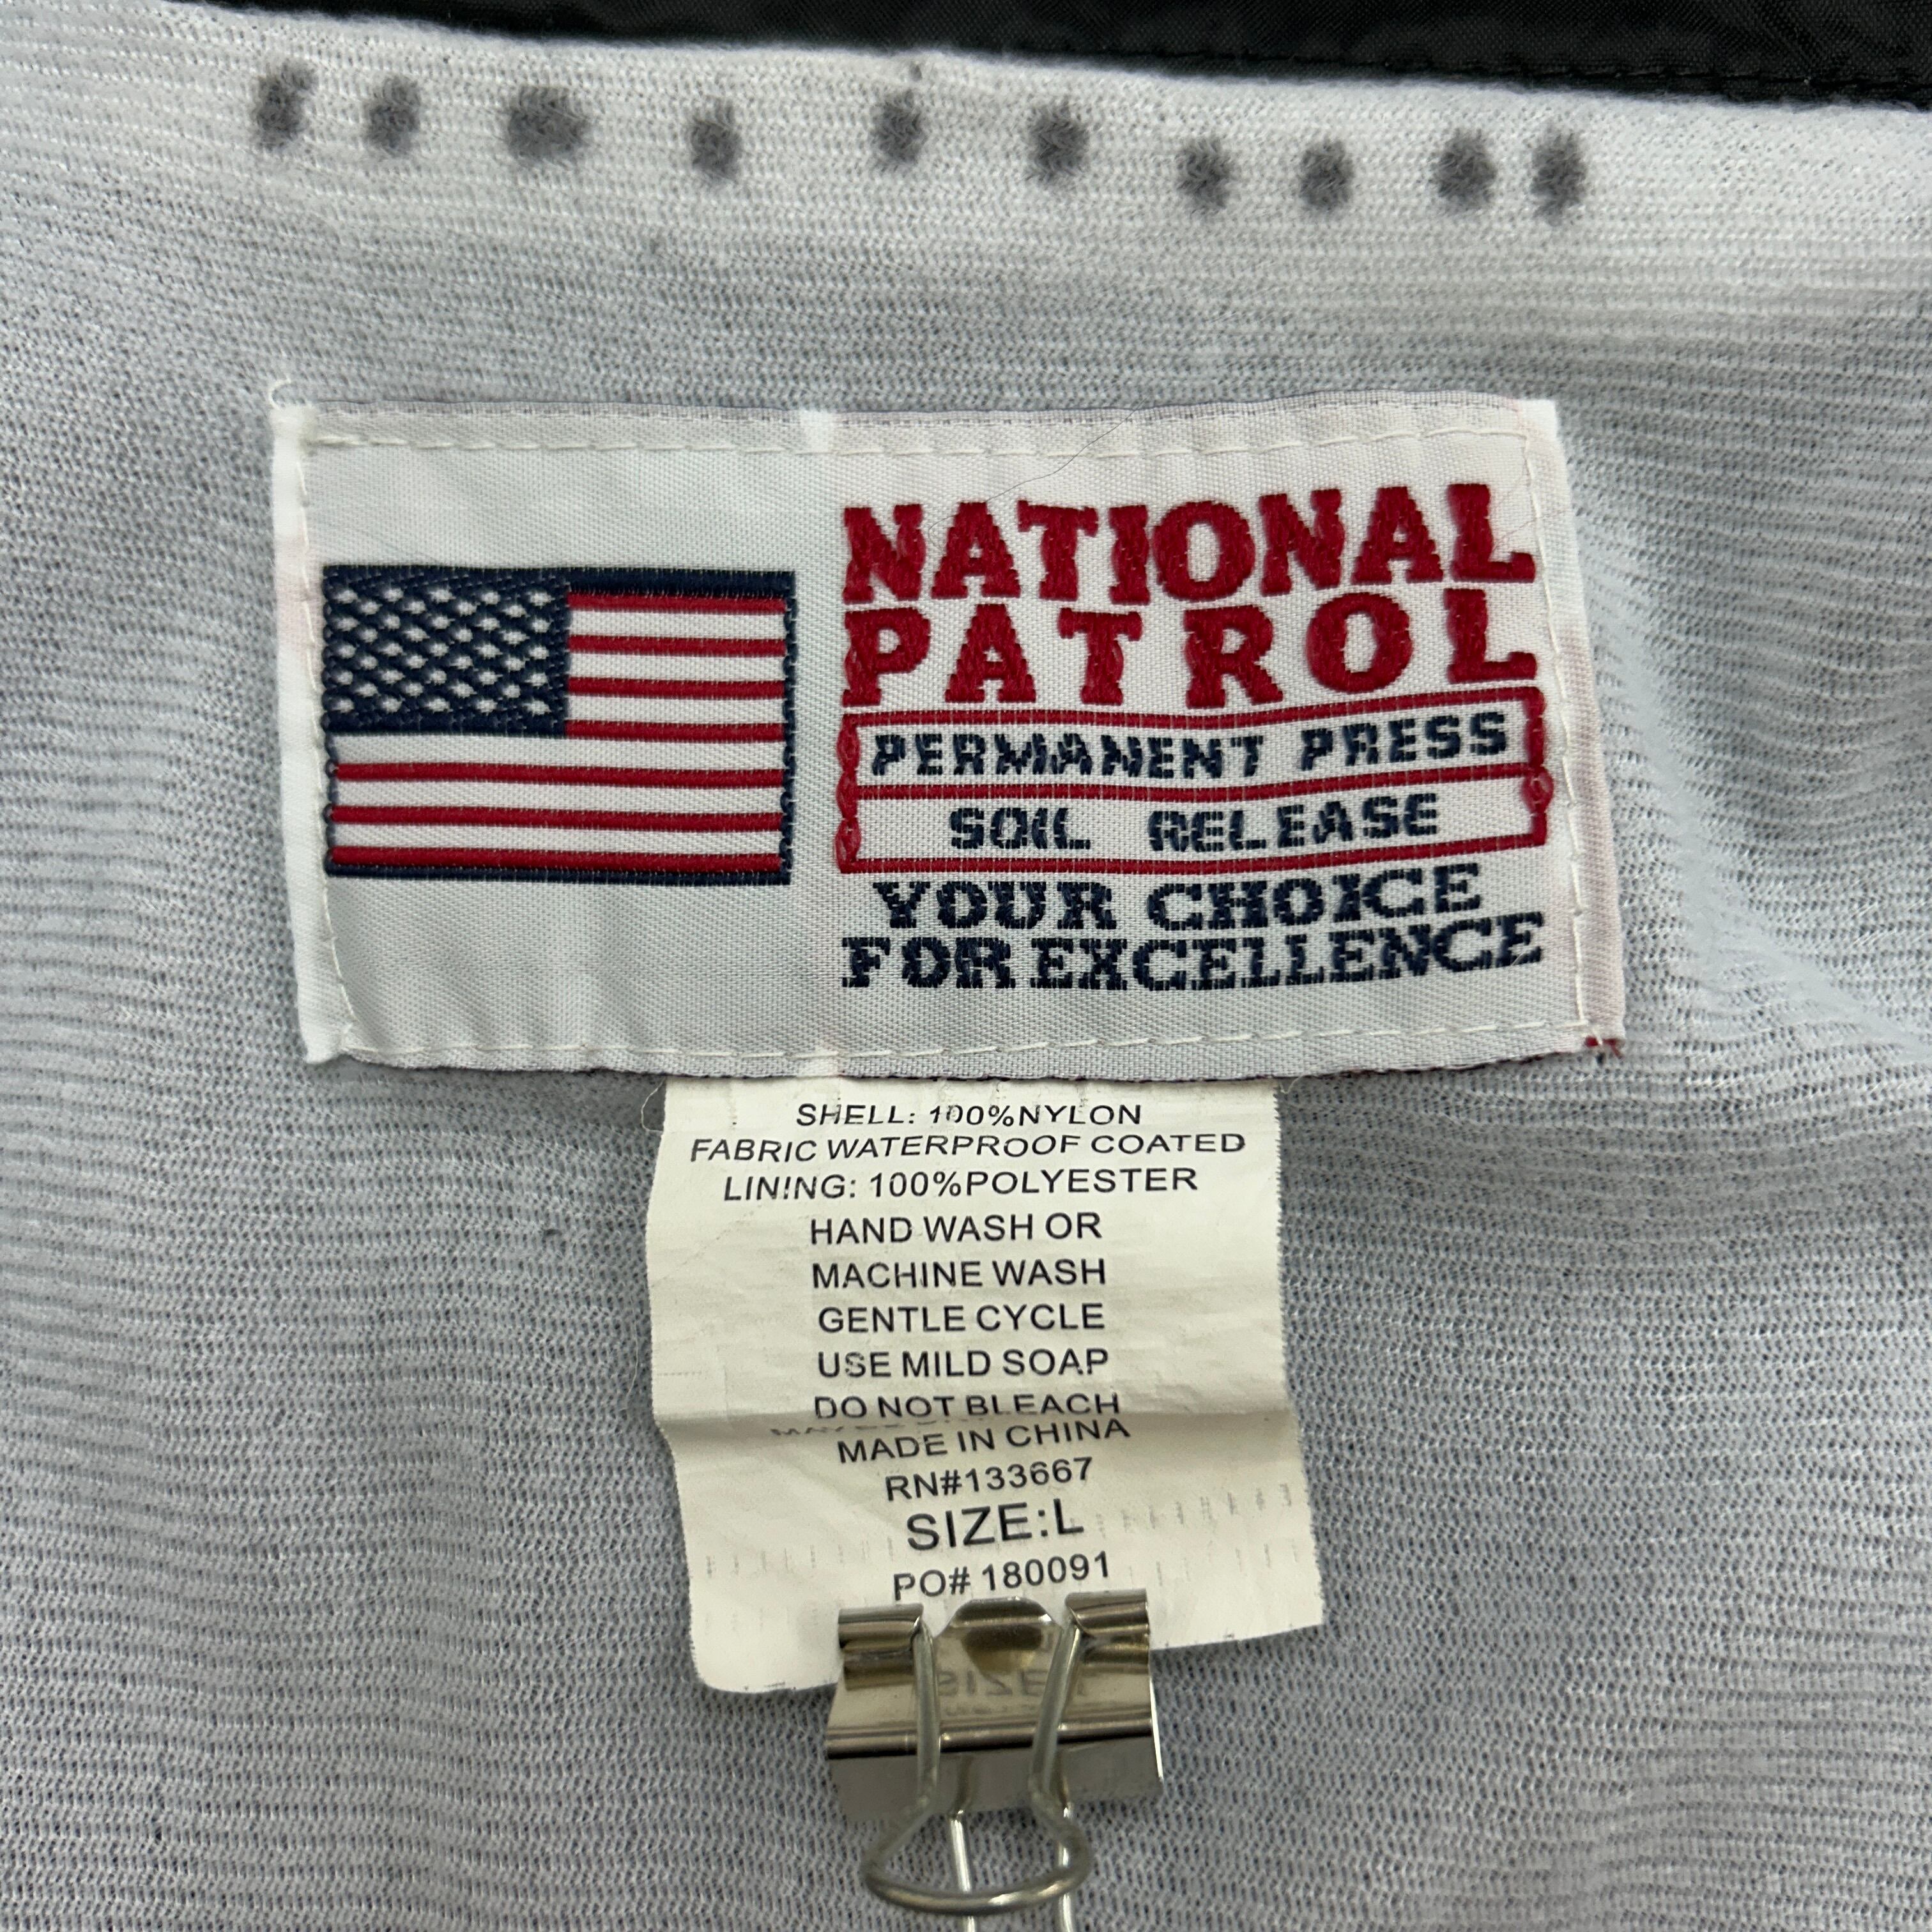 NATIONAL
PATROL
PERMANENT PRESS
SOIL RELEASE
YOUR CHOICE
FOR EXCELLENCE
SHELL: 100%NYLON
FABRIC WATERPROOF COATED
LINING: 100%POLYESTER
HAND WASH OR
MACHINE WASH
GENTLE CYCLE
USE MILD SOAP
DO NOT BLEACH
MADE IN CHINA
RN#133667
SIZE:L
PO# 180091